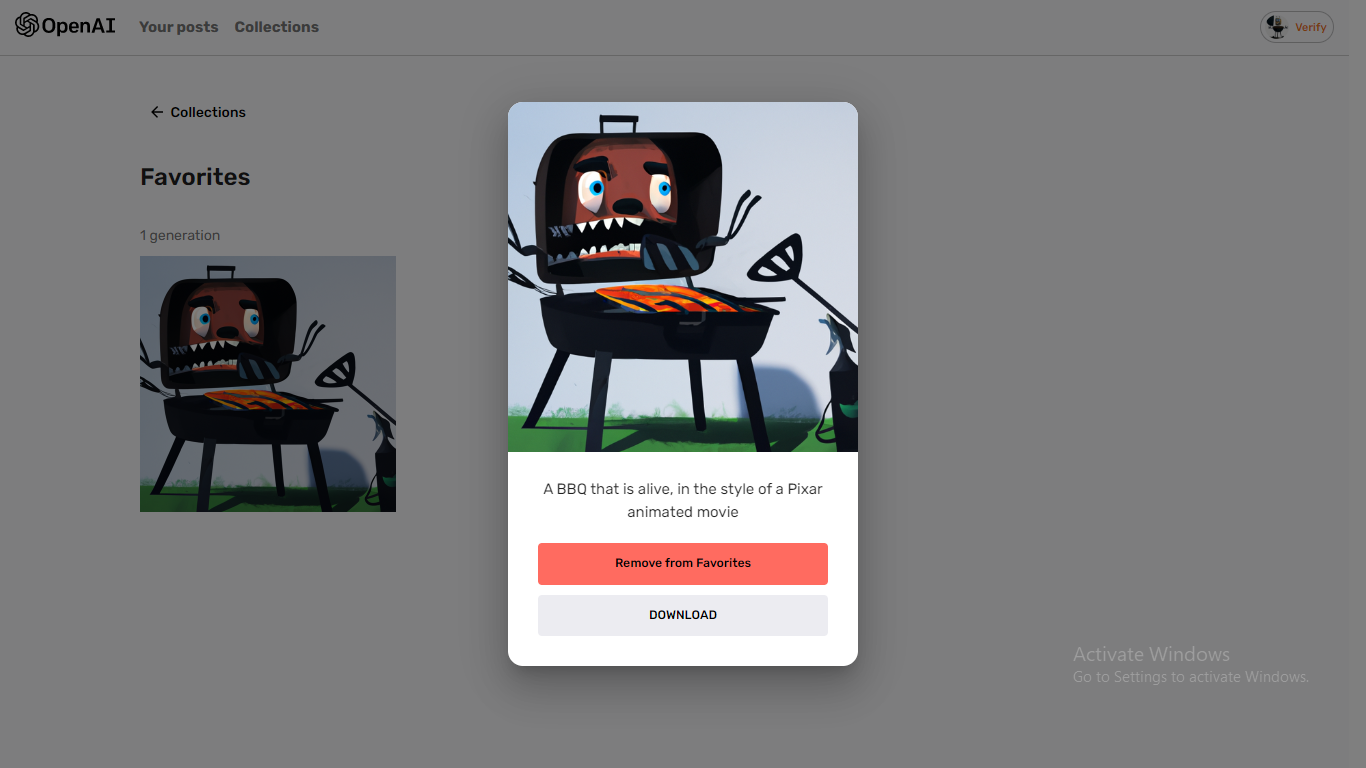 OpenAI
Your posts
Collections
Verify
Collections
Favorites
1 generation
A BBQ that is alive, in the style of a Pixar
animated movie
Remove from Favorites
DOWNLOAD
Activate Windows
Go to Settings to activate Windows.